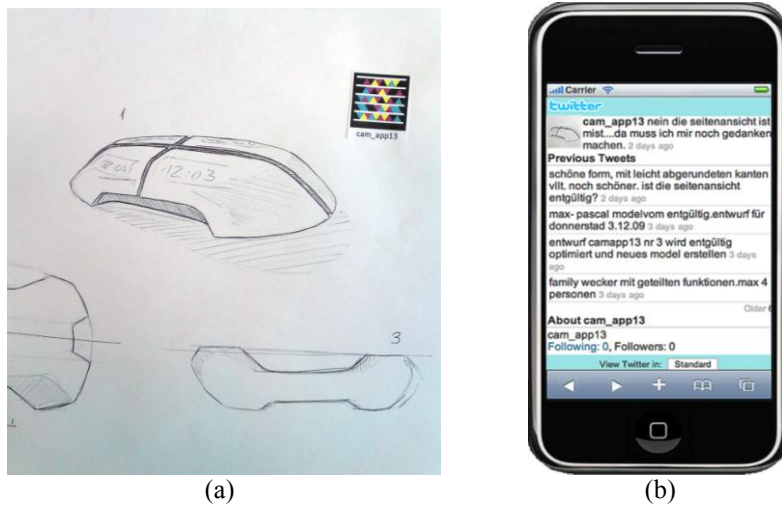 1
cam_app13
12:03
3
(a)
Carrier
twitter
cam_app13 nein die seitenansicht ist
mist....da muss ich mir noch gedanken
machen. 2 days ago
Previous Tweets
schöne form, mit leicht abgerundeten kanten
vllt. noch schöner. ist die seitenansicht
entgültig? 2 days ago
max- pascal modelvom entgültig.entwurf für
donnerstad 3.12.09 3 days ago
entwurf camapp13 nr 3 wird entgültig
optimiert und neues model erstellen 3 days
ago
family wecker mit geteilten funktionen.max 4
personen 3 days ago
Older
About cam_app13
cam_app13
Following: 0, Followers: 0
View Twitter in: Standard
(b)